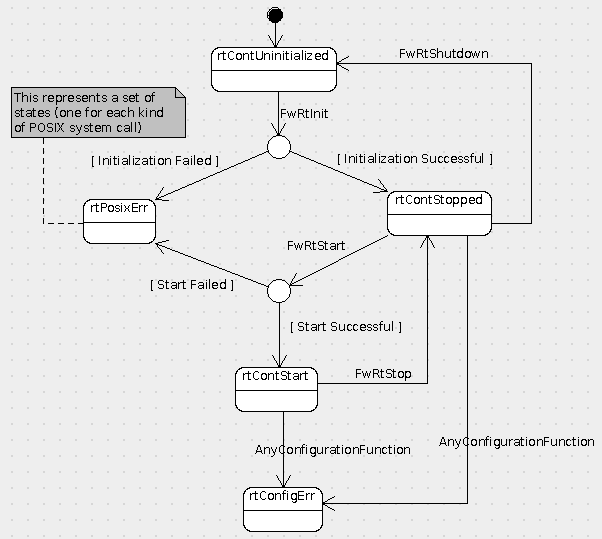 rtContUninitialized
FwRtShutdown
This represents a set of
states (one for each kind
of POSIX system call)
FwRtInit
[ Initialization Failed ]
[ Initialization Successful ]
rtPosixErr
rtContStopped
FwRtStart
[ Start Failed ]
[ Start Successful ]
rtContStart
FwRtStop
AnyConfigurationFunction
AnyConfigurationFunction
rtConfigErr